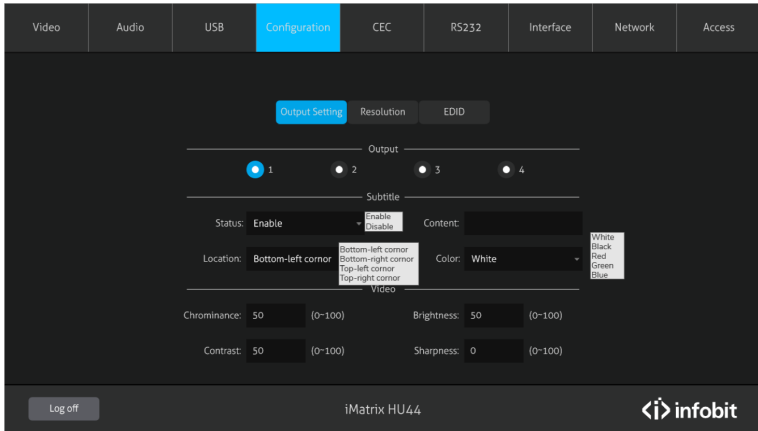 Video Audio USB Configuration CEC RS232 Interface Network Access
Output Setting Resolution EDID
Output
1 2 3 4
Subtitle
Status: Enable Enable Content:
Disable
Location: Bottom-left cornor Bottom-left cornor Color: White White
Bottom-right cornor Black
Top-left cornor Red
Top-right cornor Green
Blue
Video
Chrominance: 50 (0~100) Brightness: 50 (0~100)
Contrast: 50 (0~100) Sharpness: 0 (0~100)
Log off iMatrix HU44 <i> infobit